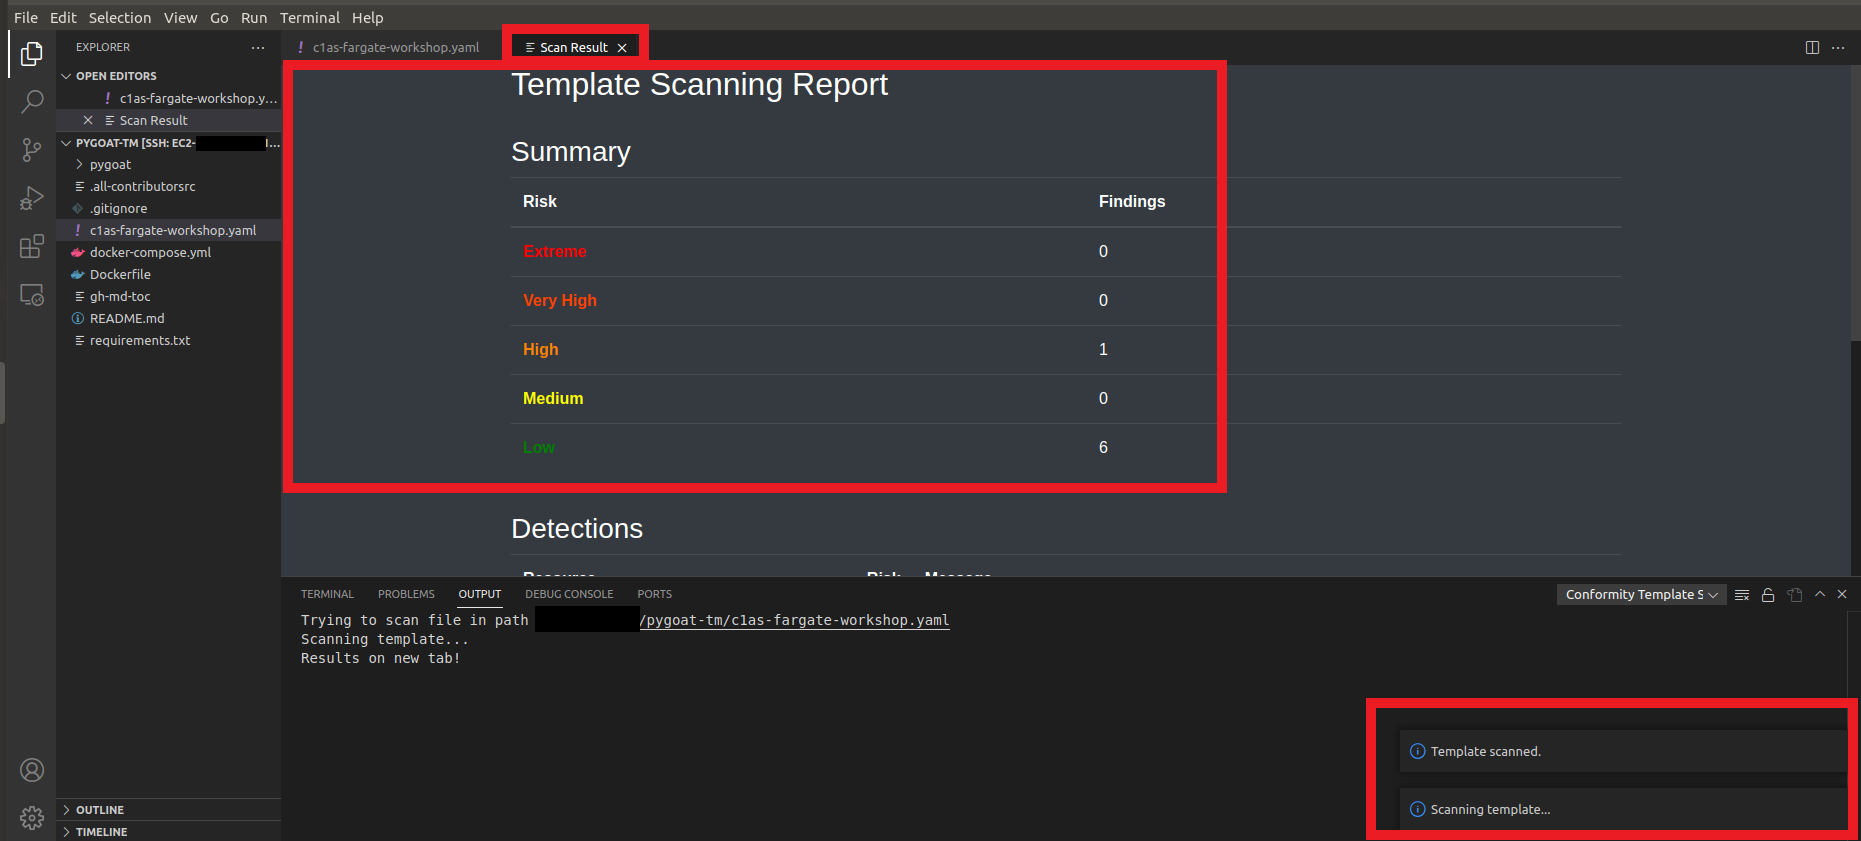 File Edit Selection View Go Run Terminal Help
EXPLORER
c1as-fargate-workshop.yaml
Scan Result
OPEN EDITORS
c1as-fargate-workshop.y...
Scan Result
PYGOAT-TM [SSH: EC2-
pygoat
.all-contributorsrc
.gitignore
c1as-fargate-workshop.yaml
docker-compose.yml
Dockerfile
gh-md-toc
README.md
requirements.txt
OUTLINE
TIMELINE
Template Scanning Report
Summary
Risk Findings
Extreme 0
Very High 0
High 1
Medium 0
Low 6
Detections
Resource Risk Message
TERMINAL PROBLEMS OUTPUT DEBUG CONSOLE PORTS
Conformity Template S
Trying to scan file in path /pygoat-tm/c1as-fargate-workshop.yaml
Scanning template...
Results on new tab!
Template scanned.
Scanning template...